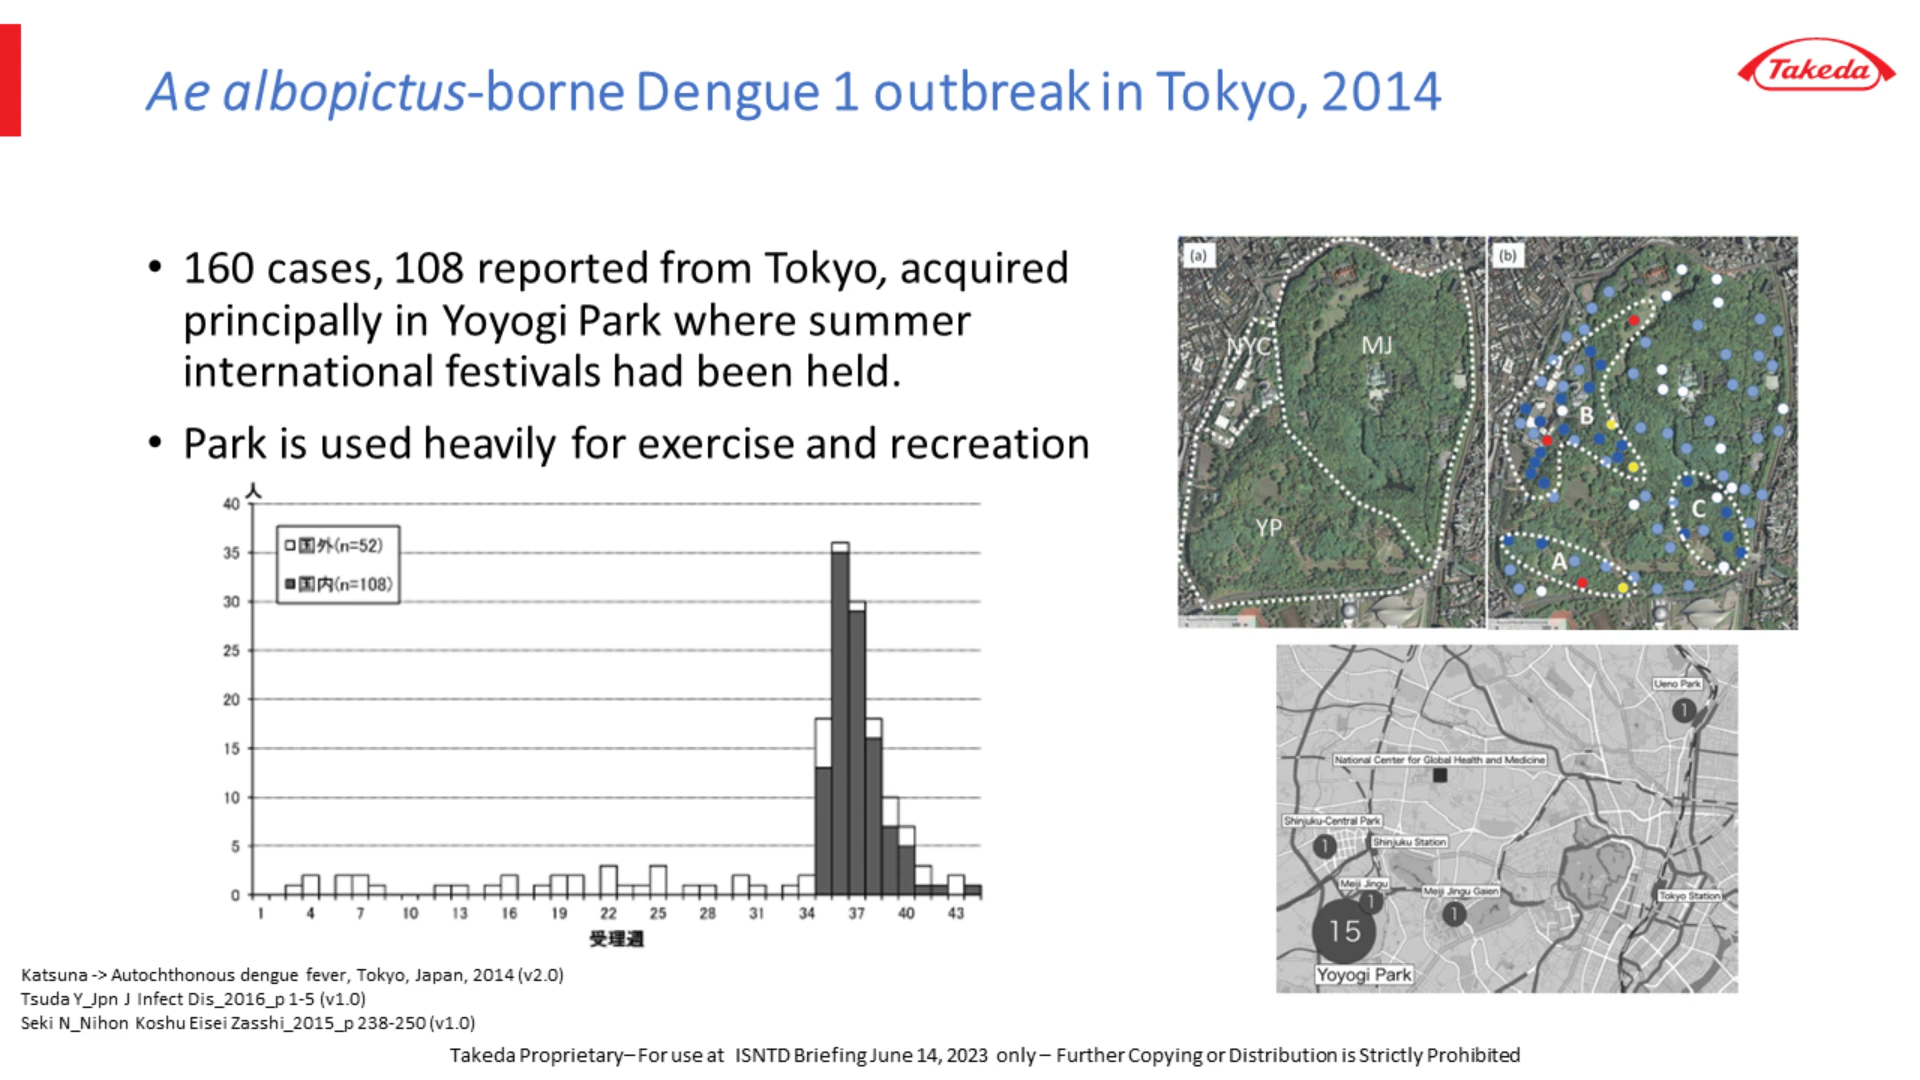 Ae albopictus-borne Dengue 1 outbreak in Tokyo, 2014
Takeda
• 160 cases, 108 reported from Tokyo, acquired
principally in Yoyogi Park where summer
international festivals had been held.
• Park is used heavily for exercise and recreation
人
40
35
30
25
20
15
10
5
0
国外(n=52)
国内(n=108)
1 4 7 10 13 16 19 22 25 28 31 34 37 40 43
受理週
(a)
NYC
MJ
YP
(b)
B
C
A
Ueno Park
1
National Center for Global Health and Medicine
Shinjuku-Central Park
1
Shinjuku Station
Meiji Jingu
1
Meiji Jingu Gaien
1
Tokyo Station
15
Yoyogi Park
Katsuna -> Autochthonous dengue fever, Tokyo, Japan, 2014 (v2.0)
Tsuda Y_Jpn J Infect Dis_2016_p 1-5 (v1.0)
Seki N_Nihon Koshu Eisei Zasshi_2015_p 238-250 (v1.0)
Takeda Proprietary– For use at ISNTD Briefing June 14, 2023 only – Further Copying or Distribution is Strictly Prohibited